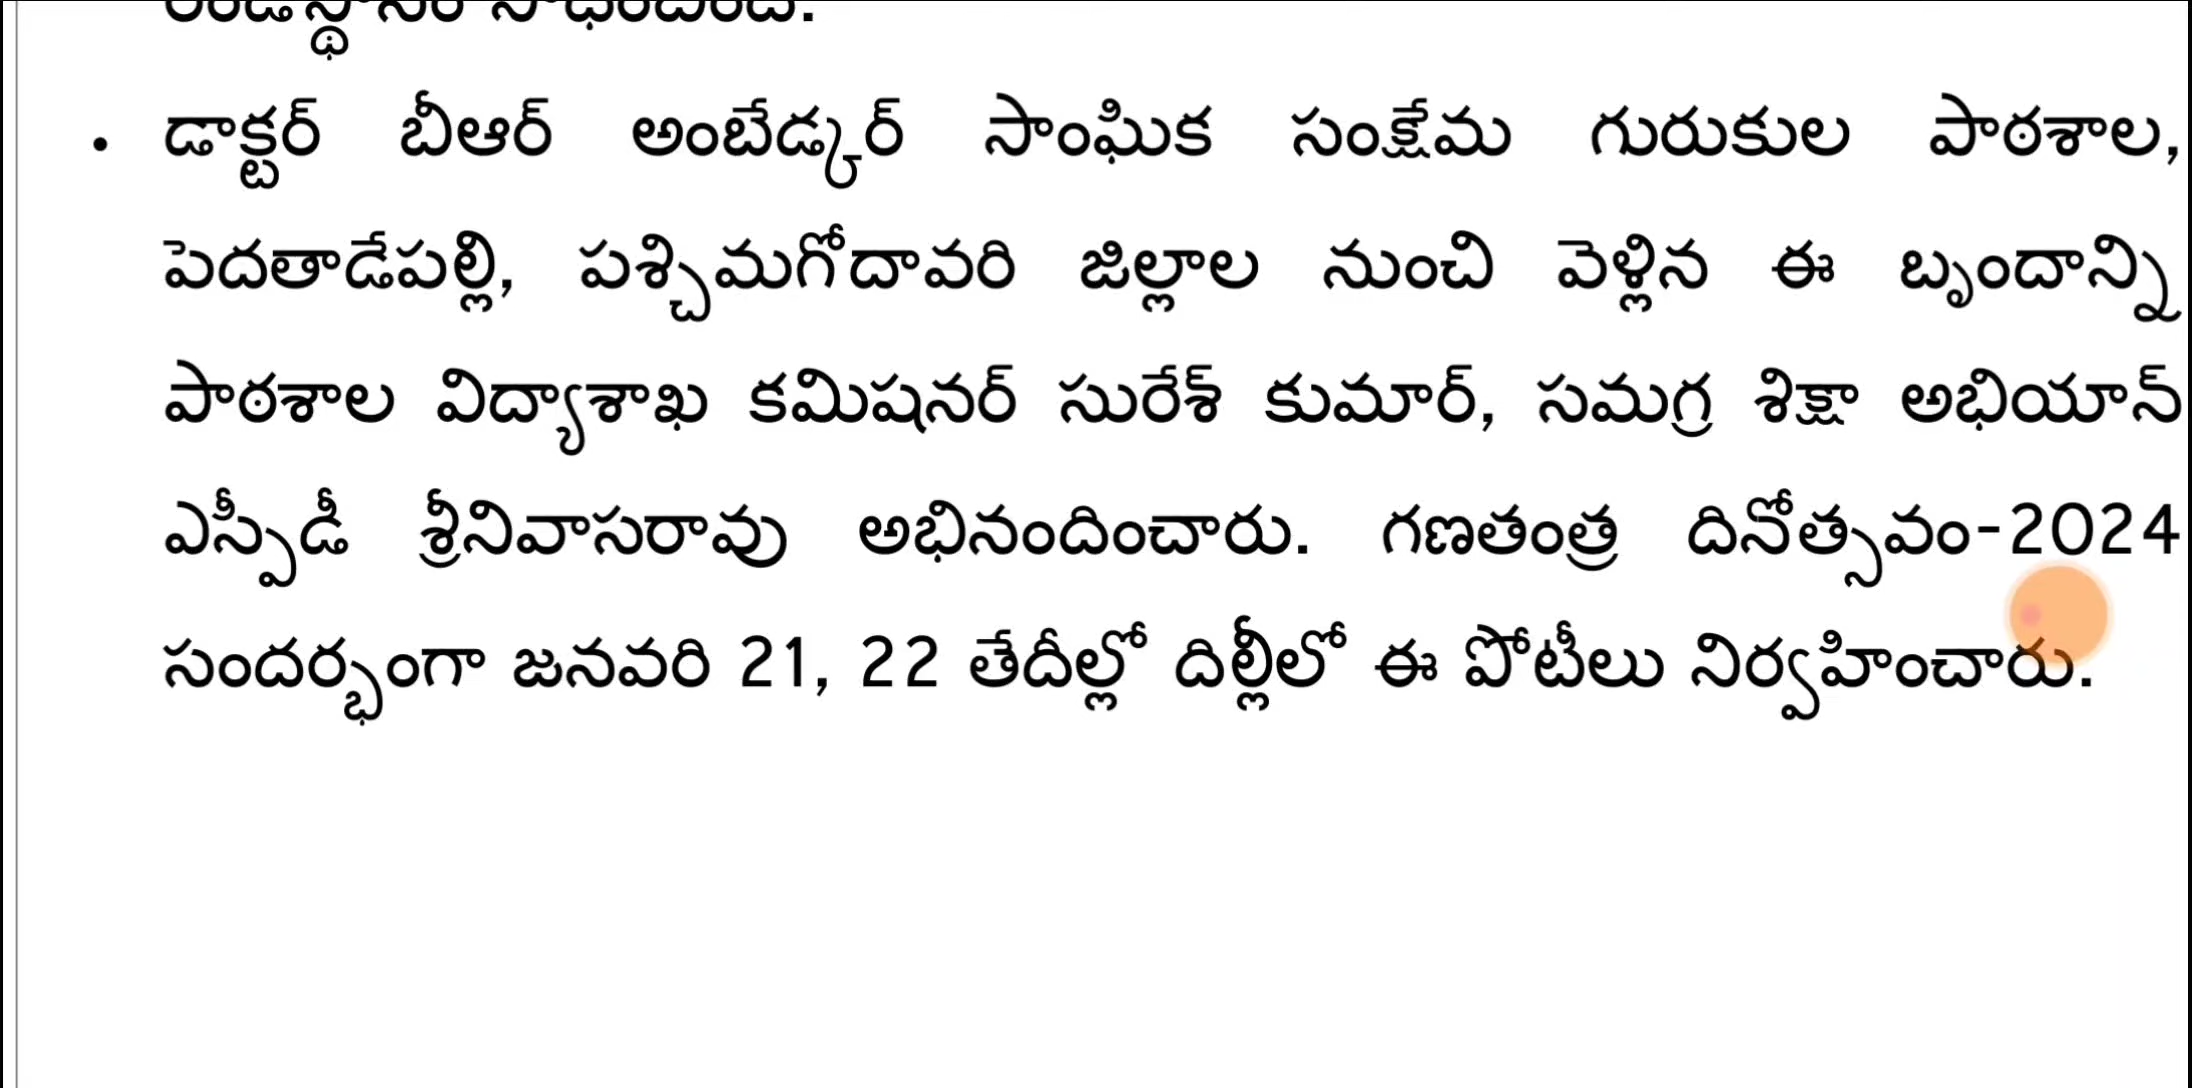 • డాక్టర్ బీఆర్ అంబేడ్కర్ సాంఘిక సంక్షేమ గురుకుల పాఠశాల,
పెదతాడేపల్లి, పశ్చిమగోదావరి జిల్లాల నుంచి వెళ్లిన ఈ బృందాన్ని
పాఠశాల విద్యాశాఖ కమిషనర్ సురేశ్ కుమార్, సమగ్ర శిక్షా అభియాన్
ఎస్పీడీ శ్రీనివాసరావు అభినందించారు. గణతంత్ర దినోత్సవం-2024
సందర్భంగా జనవరి 21, 22 తేదీల్లో దిల్లీలో ఈ పోటీలు నిర్వహించారు.